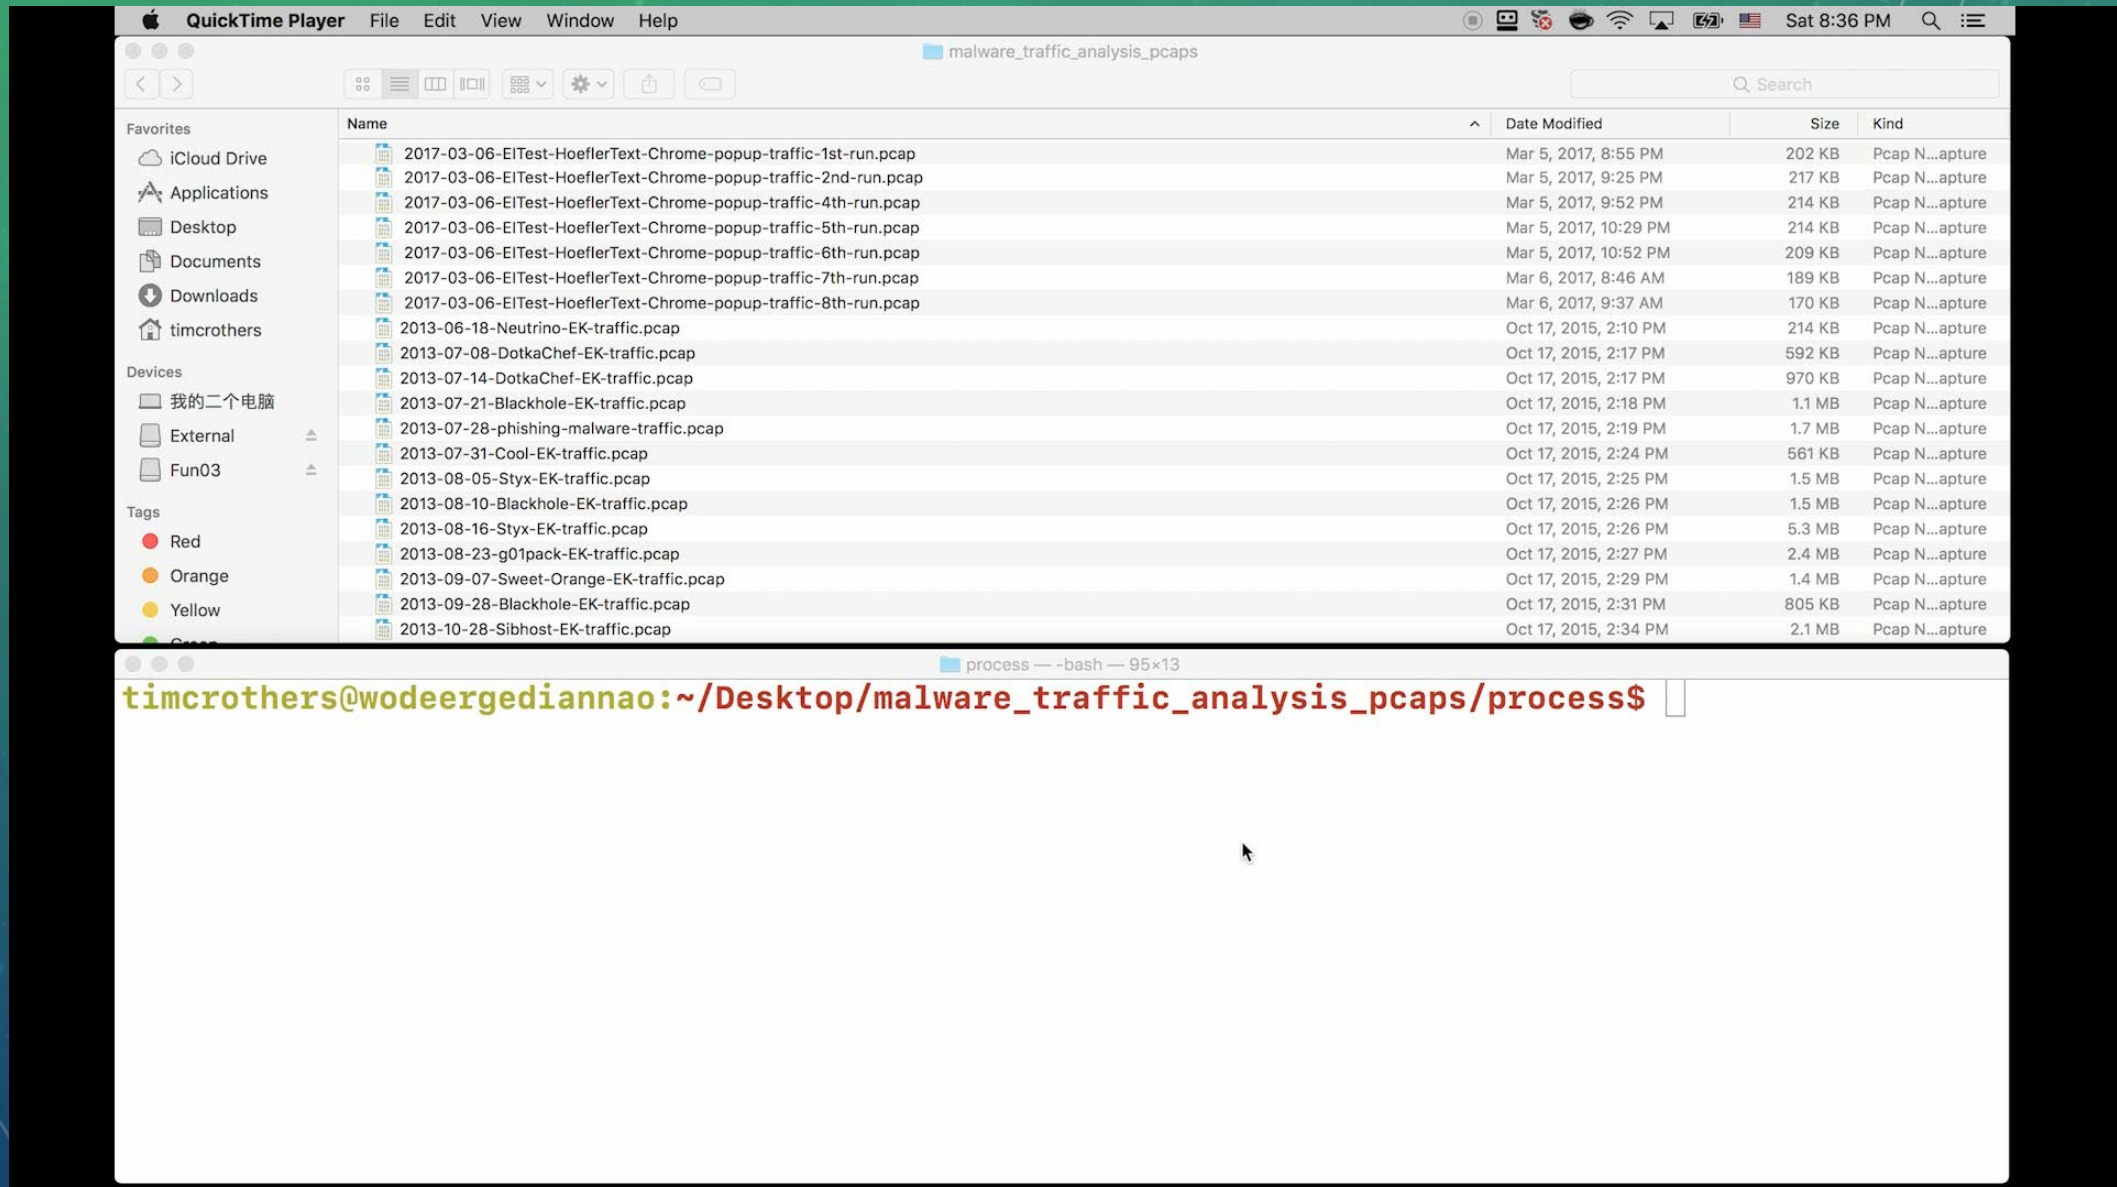 QuickTime Player File Edit View Window Help Sat 8:36 PM
malware_traffic_analysis_pcaps
Search
Favorites
iCloud Drive
Applications
Desktop
Documents
Downloads
timcrothers
Devices
我的二个电脑
External
Fun03
Tags
Red
Orange
Yellow
Green
Name Date Modified Size Kind
2017-03-06-EITest-HoeflerText-Chrome-popup-traffic-1st-run.pcap Mar 5, 2017, 8:55 PM 202 KB Pcap N...apture
2017-03-06-EITest-HoeflerText-Chrome-popup-traffic-2nd-run.pcap Mar 5, 2017, 9:25 PM 217 KB Pcap N...apture
2017-03-06-EITest-HoeflerText-Chrome-popup-traffic-4th-run.pcap Mar 5, 2017, 9:52 PM 214 KB Pcap N...apture
2017-03-06-EITest-HoeflerText-Chrome-popup-traffic-5th-run.pcap Mar 5, 2017, 10:29 PM 214 KB Pcap N...apture
2017-03-06-EITest-HoeflerText-Chrome-popup-traffic-6th-run.pcap Mar 5, 2017, 10:52 PM 209 KB Pcap N...apture
2017-03-06-EITest-HoeflerText-Chrome-popup-traffic-7th-run.pcap Mar 6, 2017, 8:46 AM 189 KB Pcap N...apture
2017-03-06-EITest-HoeflerText-Chrome-popup-traffic-8th-run.pcap Mar 6, 2017, 9:37 AM 170 KB Pcap N...apture
2013-06-18-Neutrino-EK-traffic.pcap Oct 17, 2015, 2:10 PM 214 KB Pcap N...apture
2013-07-08-DotkaChef-EK-traffic.pcap Oct 17, 2015, 2:17 PM 592 KB Pcap N...apture
2013-07-14-DotkaChef-EK-traffic.pcap Oct 17, 2015, 2:17 PM 970 KB Pcap N...apture
2013-07-21-Blackhole-EK-traffic.pcap Oct 17, 2015, 2:18 PM 1.1 MB Pcap N...apture
2013-07-28-phishing-malware-traffic.pcap Oct 17, 2015, 2:19 PM 1.7 MB Pcap N...apture
2013-07-31-Cool-EK-traffic.pcap Oct 17, 2015, 2:24 PM 561 KB Pcap N...apture
2013-08-05-Styx-EK-traffic.pcap Oct 17, 2015, 2:25 PM 1.5 MB Pcap N...apture
2013-08-10-Blackhole-EK-traffic.pcap Oct 17, 2015, 2:26 PM 1.5 MB Pcap N...apture
2013-08-16-Styx-EK-traffic.pcap Oct 17, 2015, 2:26 PM 5.3 MB Pcap N...apture
2013-08-23-g01pack-EK-traffic.pcap Oct 17, 2015, 2:27 PM 2.4 MB Pcap N...apture
2013-09-07-Sweet-Orange-EK-traffic.pcap Oct 17, 2015, 2:29 PM 1.4 MB Pcap N...apture
2013-09-28-Blackhole-EK-traffic.pcap Oct 17, 2015, 2:31 PM 805 KB Pcap N...apture
2013-10-28-Sibhost-EK-traffic.pcap Oct 17, 2015, 2:34 PM 2.1 MB Pcap N...apture
process — -bash — 95×13
timcrothers@wodeergediannao:~/Desktop/malware_traffic_analysis_pcaps/process$